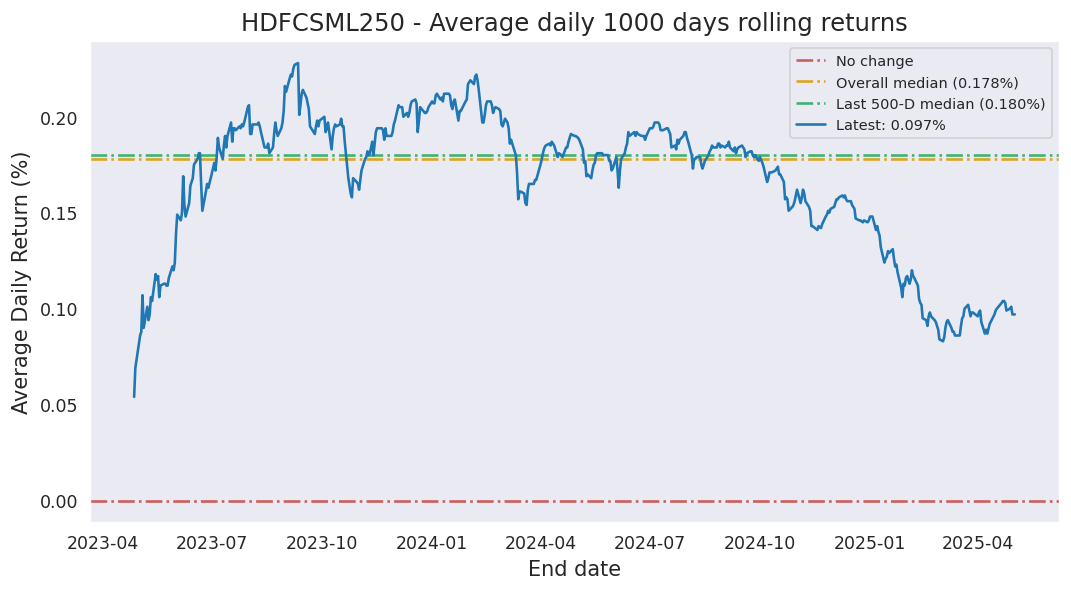 HDFCSML250 - Average daily 1000 days rolling returns
No change
Overall median (0.178%)
Last 500-D median (0.180%)
Latest: 0.097%
Average Daily Return (%)
0.20
0.15
0.10
0.05
0.00
2023-04 2023-07 2023-10 2024-01 2024-04 2024-07 2024-10 2025-01 2025-04
End date